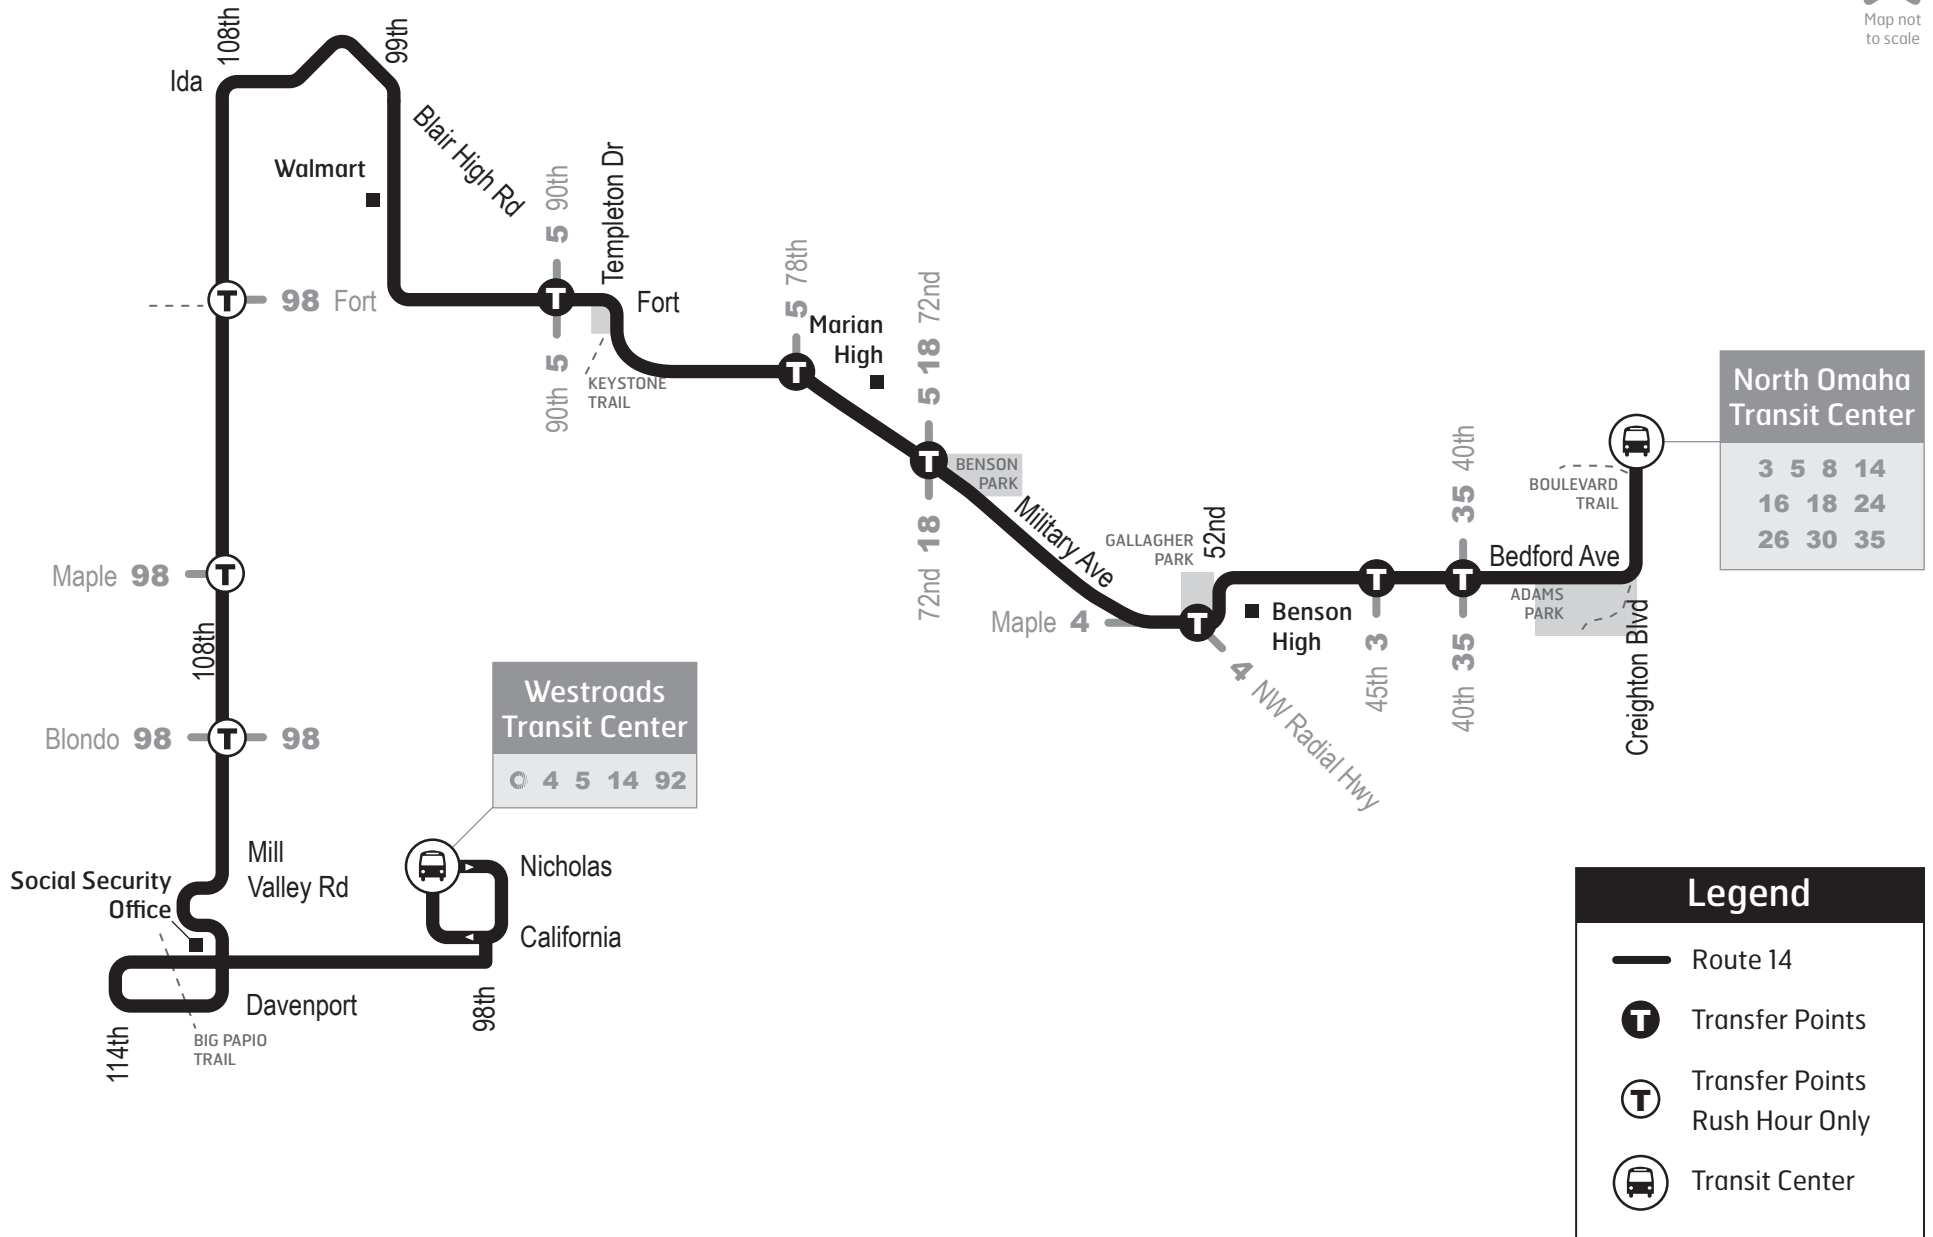 Map not
to scale
108th
99th
Ida
Blair High Rd
Walmart
5 90th
Templeton Dr
98 Fort
T
T
Fort
90th 5
KEYSTONE
TRAIL
5 78th
Marian
High
T
5 18 72nd
T
72nd 18
BENSON
PARK
Military Ave
GALLAGHER
PARK
52nd
Maple 4
T
4 NW Radial Hwy
Benson
High
T
45th 3
35 40th
T
40th 35
Bedford Ave
ADAMS
PARK
BOULEVARD
TRAIL
Creighton Blvd
North Omaha
Transit Center
3 5 8 14
16 18 24
26 30 35
Maple 98
T
108th
Blondo 98
T
98
Westroads
Transit Center
4 5 14 92
Mill
Valley Rd
Social Security
Office
Nicholas
California
Davenport
98th
114th
BIG PAPIO
TRAIL
Legend
Route 14
T
Transfer Points
T
Transfer Points
Rush Hour Only
Transit Center